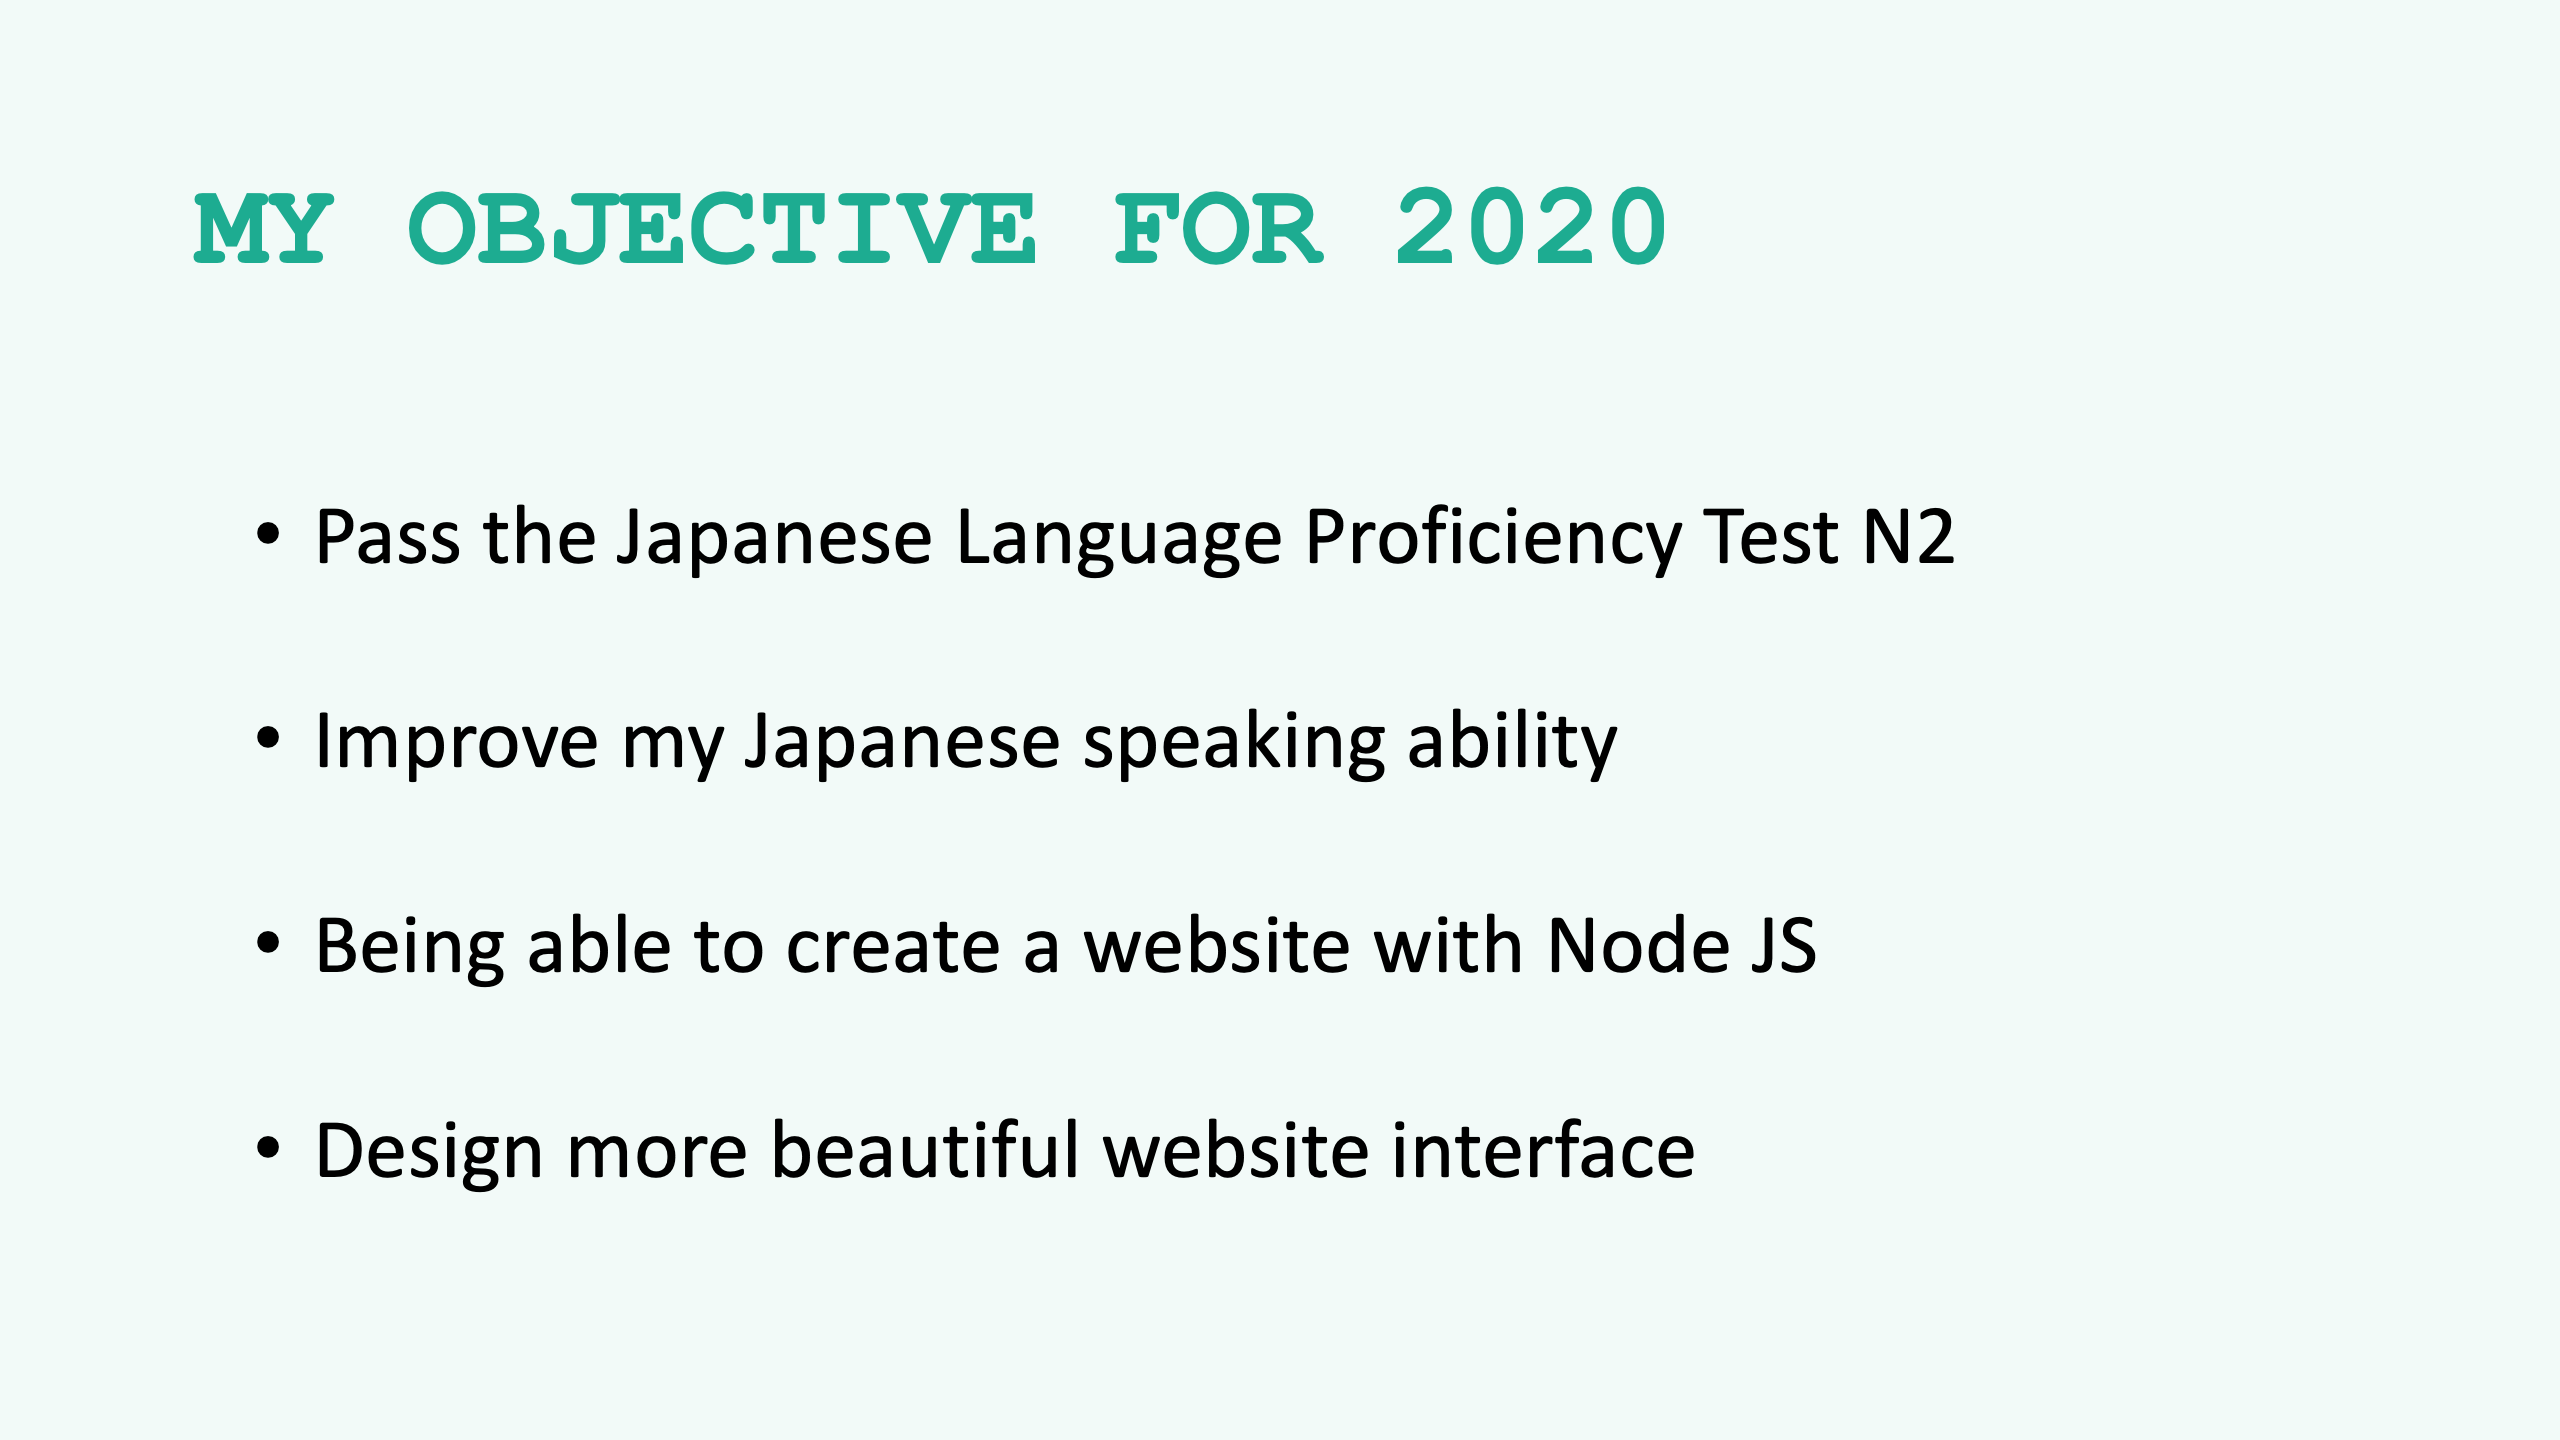 MY OBJECTIVE FOR 2020
• Pass the Japanese Language Proficiency Test N2
• Improve my Japanese speaking ability
• Being able to create a website with Node JS
• Design more beautiful website interface